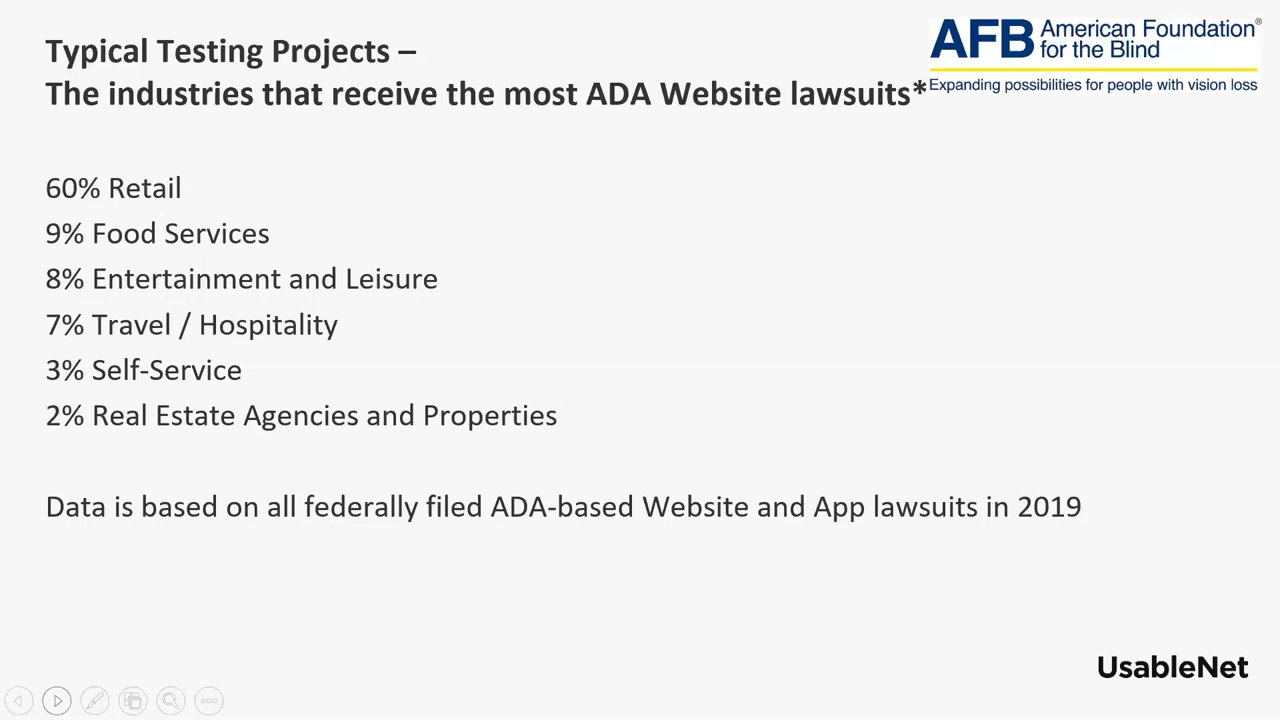 Typical Testing Projects –
The industries that receive the most ADA Website lawsuits*
AFB American Foundation®
for the Blind
Expanding possibilities for people with vision loss
60% Retail
9% Food Services
8% Entertainment and Leisure
7% Travel / Hospitality
3% Self-Service
2% Real Estate Agencies and Properties
Data is based on all federally filed ADA-based Website and App lawsuits in 2019
UsableNet